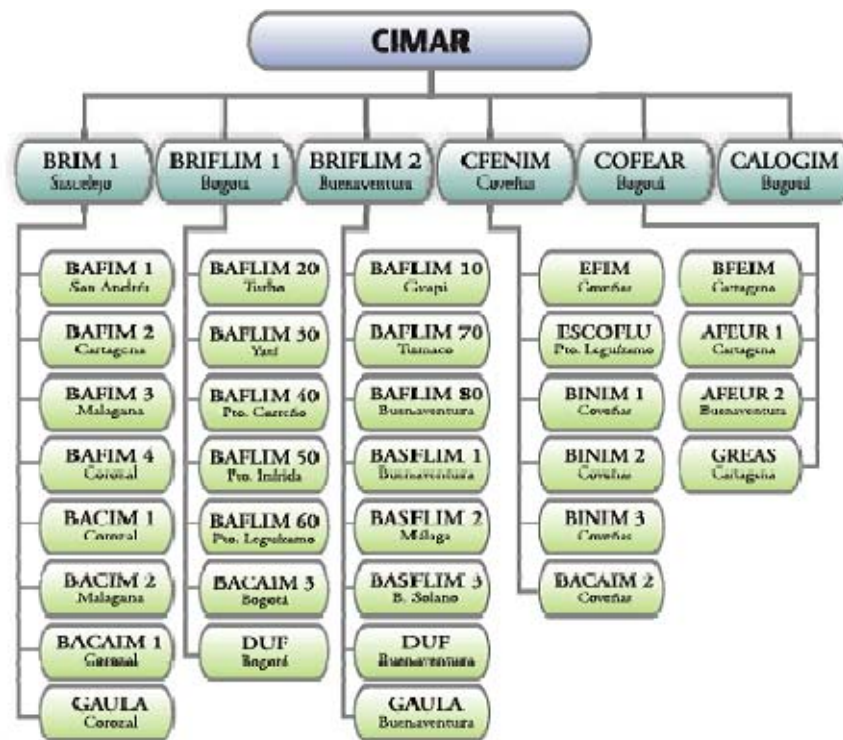 CIMAR
BRIM 1
BRIFLIM 1
Bogotá
BRIFLIM 2
Buenaventura
CFENIM
Coveñas
COFEAR
Bogotá
CALOGIM
Bogotá
BAFIM 1
San Andrés
BAFIM 2
Cartagena
BAFIM 3
Malagana
BAFIM 4
Corozal
BACIM 1
Corozal
BACIM 2
Malagana
BACAIM 1
Corozal
GAULA
Corozal
BAFLIM 20
Turbo
BAFLIM 30
Yatí
BAFLIM 40
Pto. Carreño
BAFLIM 50
Pto. Inírida
BAFLIM 60
Pto. Leguízamo
BACAIM 3
Bogotá
DUF
Bogotá
BAFLIM 10
Guapi
BAFLIM 70
Tumaco
BAFLIM 80
Buenaventura
BASFLIM 1
Buenaventura
BASFLIM 2
Málaga
BASFLIM 3
B. Solano
DUF
Buenaventura
GAULA
Buenaventura
EFIM
Coveñas
ESCOFLU
Pto. Leguízamo
BINIM 1
Coveñas
BINIM 2
Coveñas
BINIM 3
Coveñas
BACAIM 2
Coveñas
BFEIM
Cartagena
AFEUR 1
Cartagena
AFEUR 2
Buenaventura
GREAS
Cartagena